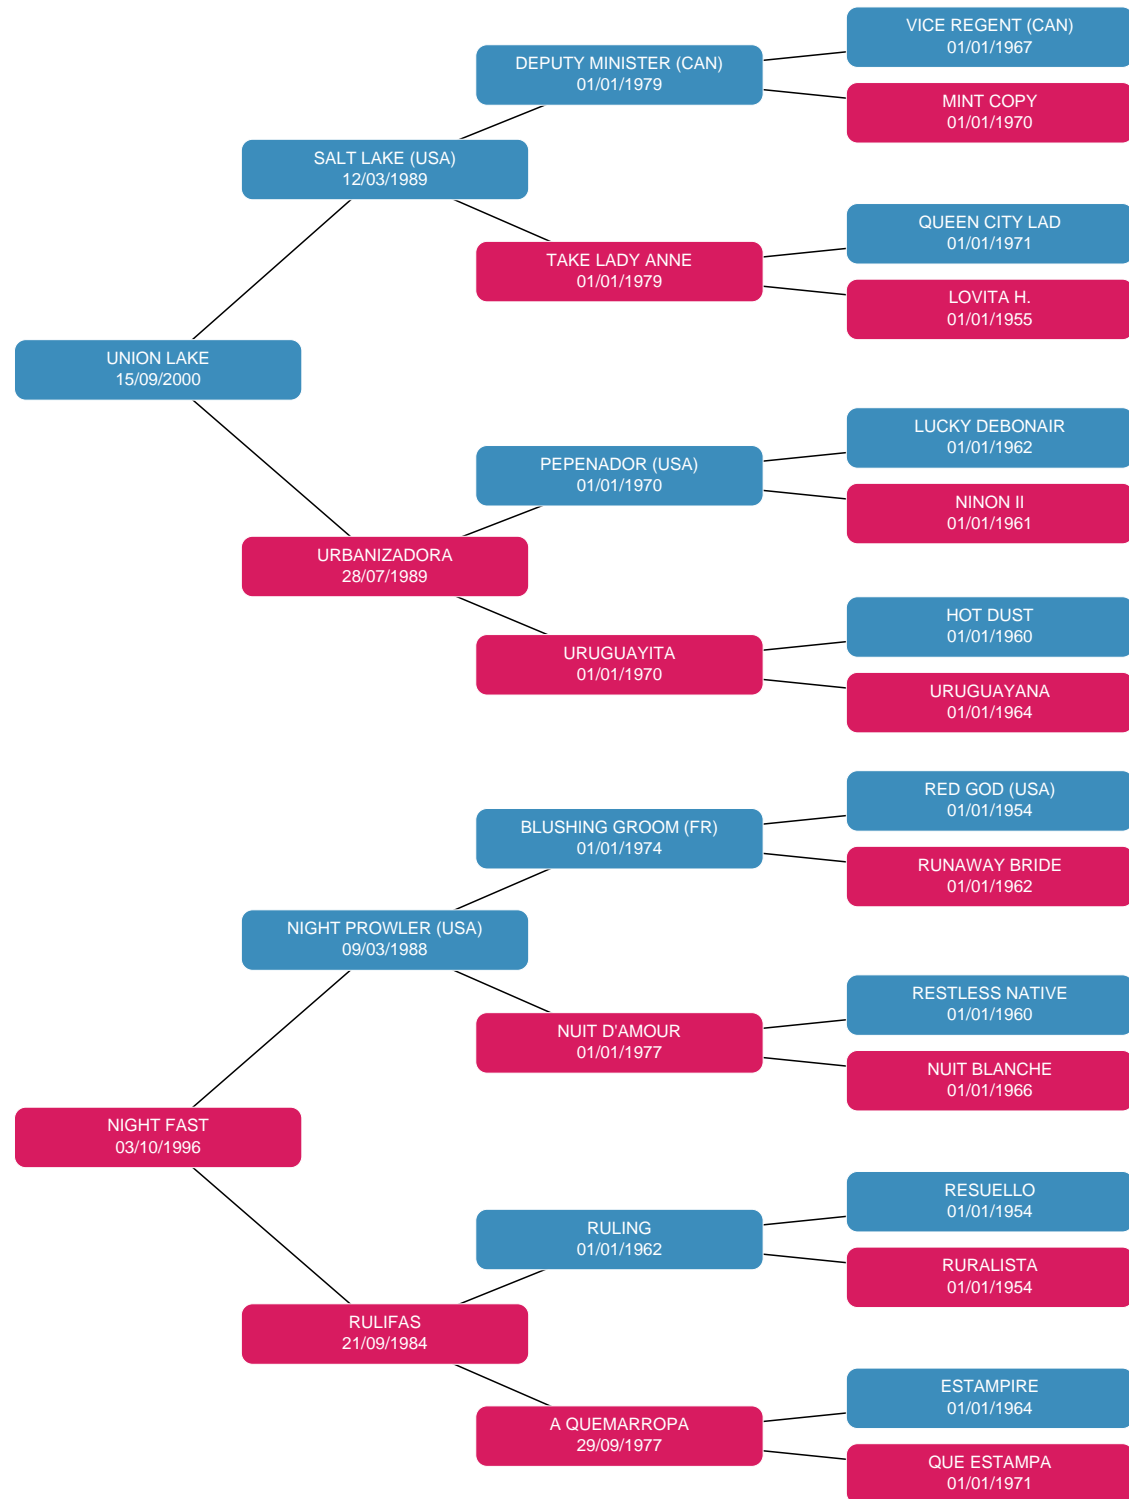 VICE REGENT (CAN)
01/01/1967
DEPUTY MINISTER (CAN)
01/01/1979
MINT COPY
01/01/1970
SALT LAKE (USA)
12/03/1989
QUEEN CITY LAD
01/01/1971
TAKE LADY ANNE
01/01/1979
LOVITA H.
01/01/1955
UNION LAKE
15/09/2000
LUCKY DEBONAIR
01/01/1962
PEPENADOR (USA)
01/01/1970
NINON II
01/01/1961
URBANIZADORA
28/07/1989
HOT DUST
01/01/1960
URUGUAYITA
01/01/1970
URUGUAYANA
01/01/1964
RED GOD (USA)
01/01/1954
BLUSHING GROOM (FR)
01/01/1974
RUNAWAY BRIDE
01/01/1962
NIGHT PROWLER (USA)
09/03/1988
RESTLESS NATIVE
01/01/1960
NUIT D'AMOUR
01/01/1977
NUIT BLANCHE
01/01/1966
NIGHT FAST
03/10/1996
RESUELLO
01/01/1954
RULING
01/01/1962
RURALISTA
01/01/1954
RULIFAS
21/09/1984
ESTAMPIRE
01/01/1964
A QUEMARROPA
29/09/1977
QUE ESTAMPA
01/01/1971